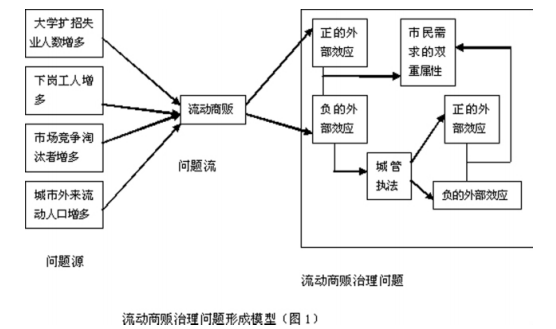 大学扩招失
业人数增多
下岗工人增
多
市场竞争淘
汰者增多
城市外来流
动人口增多
问题源
流动商贩
问题流
正的外
部效应
负的外
部效应
市民需
求的双
重属性
城管
执法
正的外
部效应
负的外部效应
流动商贩治理问题
流动商贩治理问题形成模型（图1）